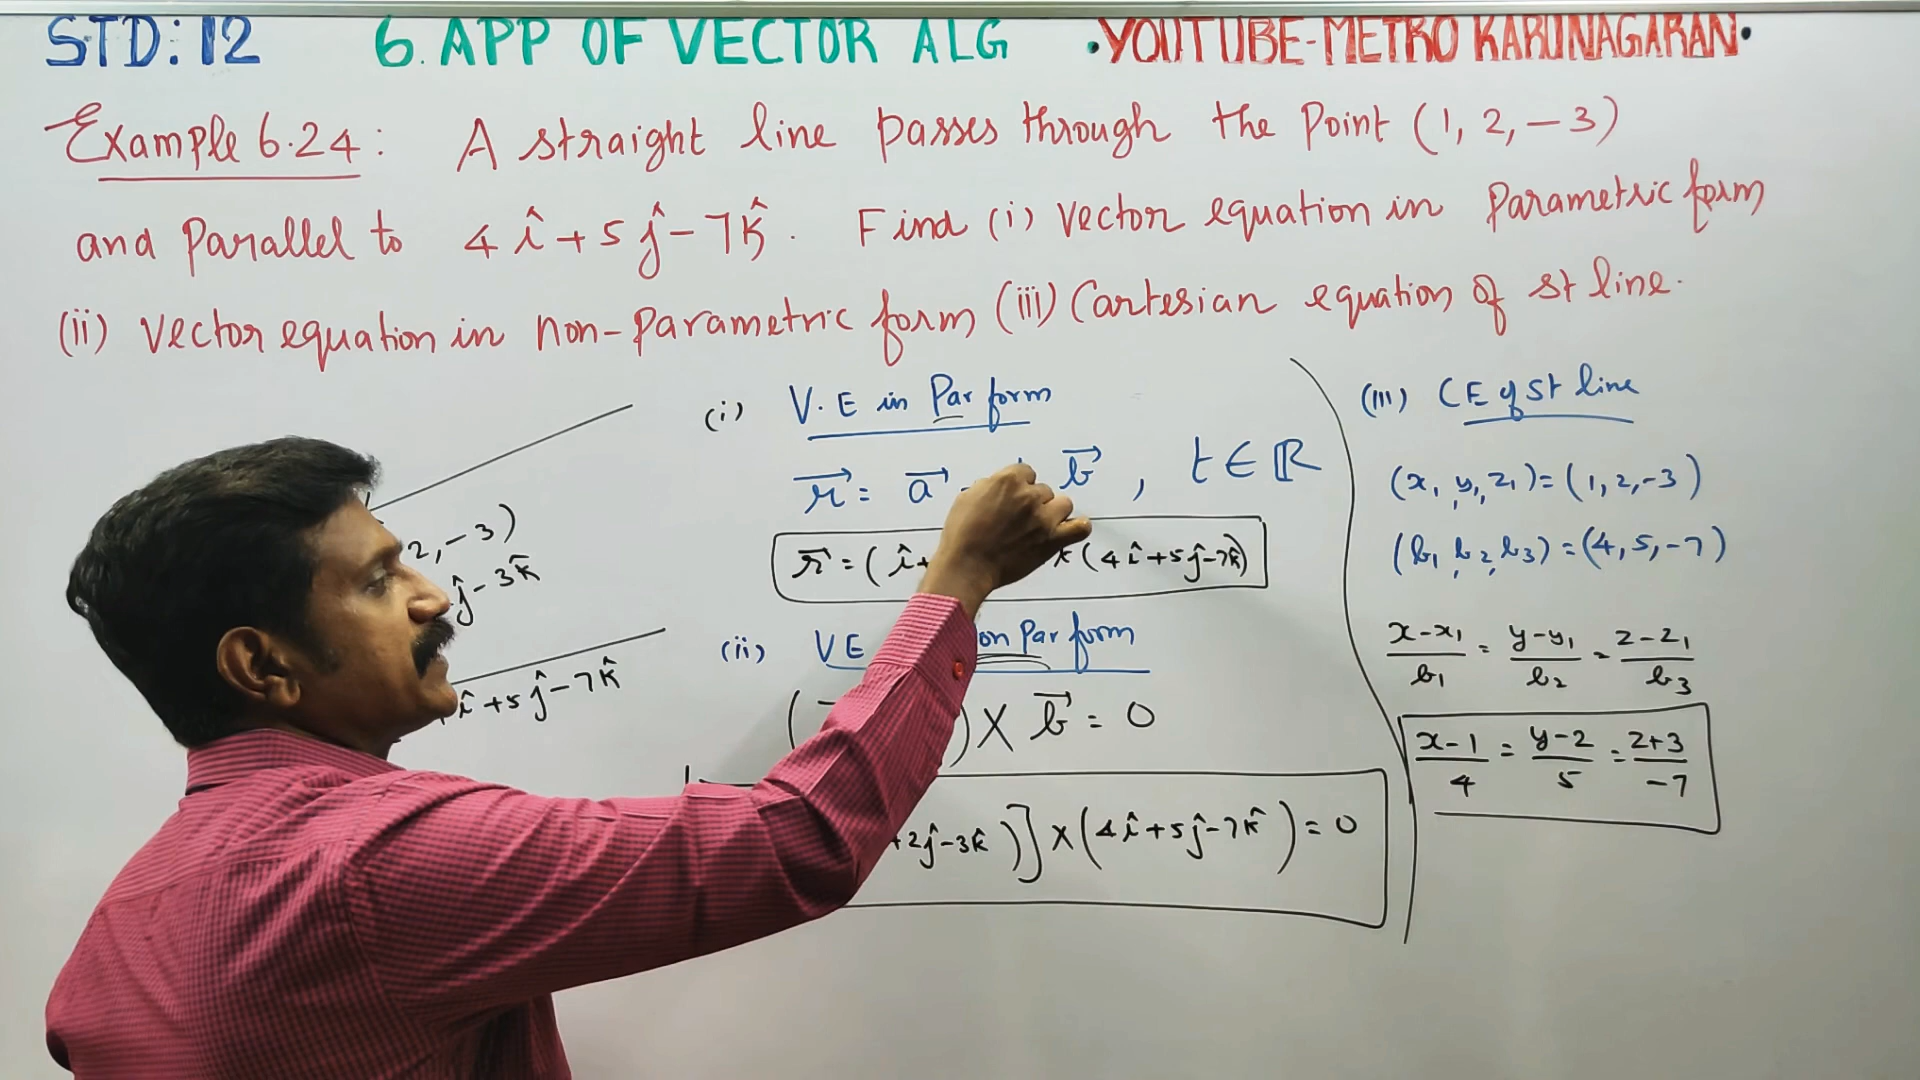 STD: 12 6. APP OF VECTOR ALG •YOUTUBE-METRO KARUNAGARAN•
Example 6.24: A straight line passes through the Point (1, 2, -3)
and Parallel to 4î+5ĵ-7k̂. Find (i) Vector equation in Parametric form
(ii) Vector equation in non-Parametric form (iii) Cartesian equation of st line.
2, -3)
ĵ-3k̂
î+5ĵ-7k̂
(i) V.E in Par form
r⃗ = a⃗ b⃗, t∈ℝ
r⃗ = (î+ (4î+5ĵ-7k̂)
(ii) VE on Par form
( )× b⃗ = 0
+2ĵ-3k̂)]×(4î+5ĵ-7k̂)=0
(iii) CE of St line
(x₁, y₁, z₁)=(1,2,-3)
(b₁, b₂, b₃)=(4,5,-7)
x-x₁/b₁ = y-y₁/b₂ = z-z₁/b₃
x-1/4 = y-2/5 = z+3/-7